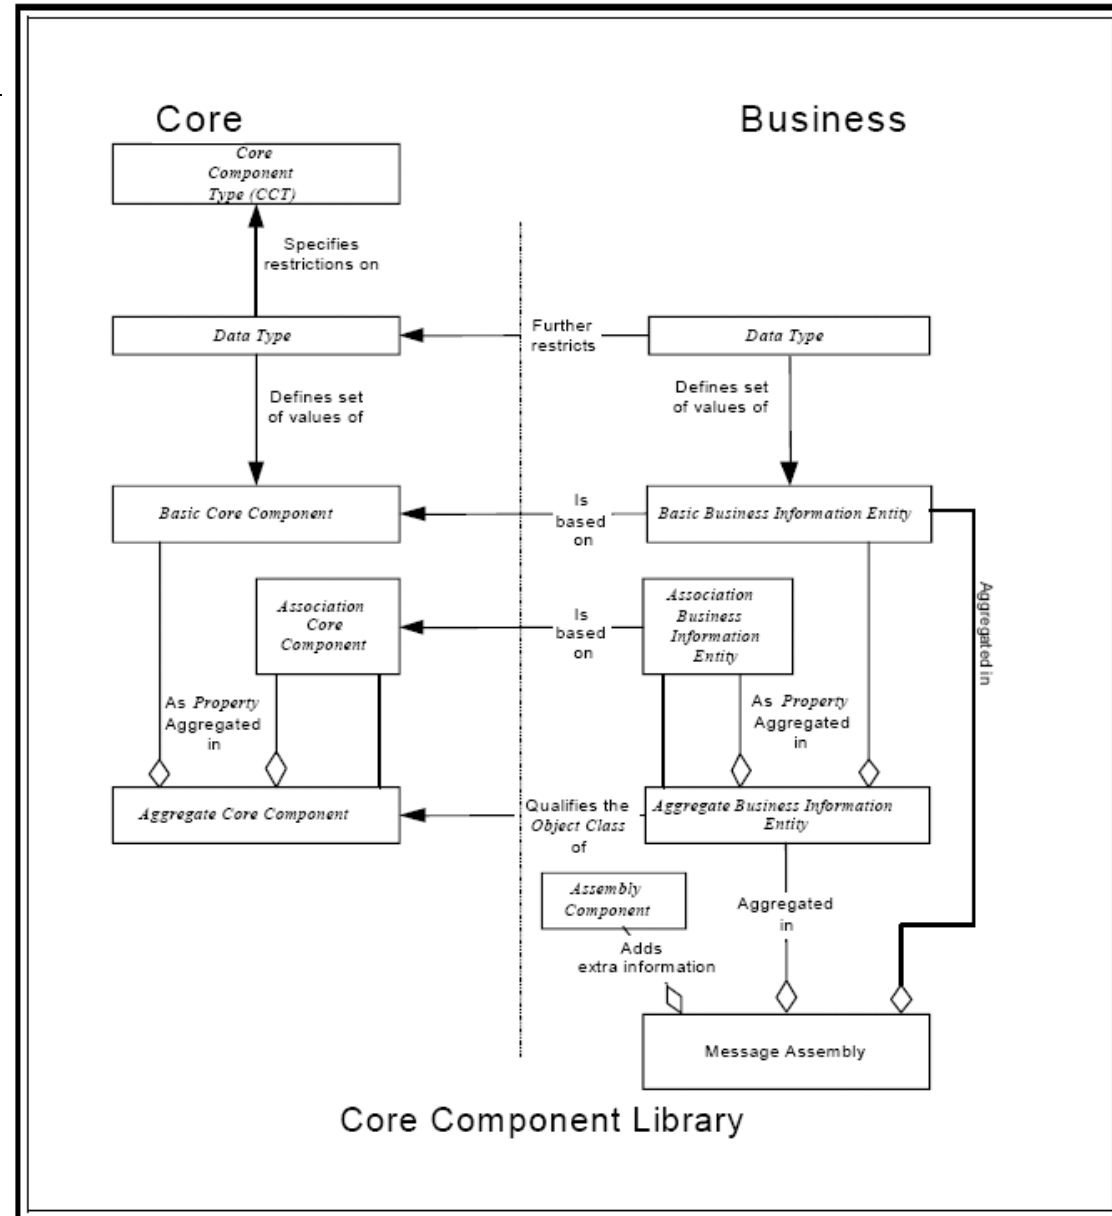 Core
Business
Core
Component
Type (CCT)
Specifies
restrictions on
Data Type
Further
restricts
Data Type
Defines set
of values of
Defines set
of values of
Basic Core Component
Is
based
on
Basic Business Information Entity
Association
Core
Component
Is
based
on
Association
Business
Information
Entity
Aggregated in
As Property
Aggregated
in
As Property
Aggregated
in
Aggregate Core Component
Qualifies the
Object Class
of
Aggregate Business Information
Entity
Assembly
Component
Aggregated
in
Adds
extra information
Message Assembly
Core Component Library